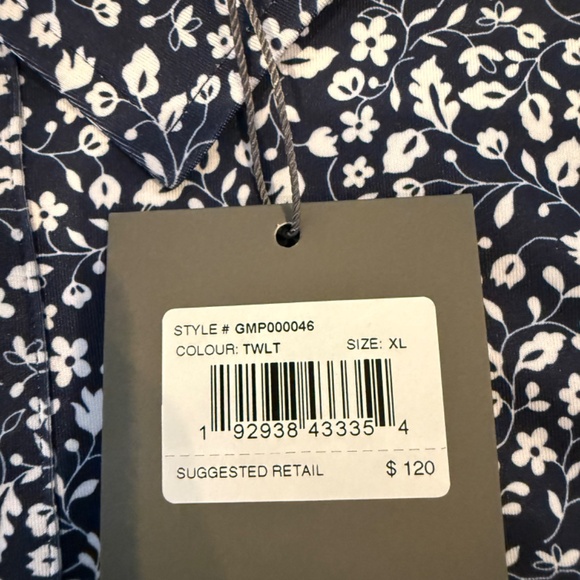 STYLE # GMP000046
COLOUR: TWLT SIZE: XL
1 92938 43335 4
SUGGESTED RETAIL $ 120